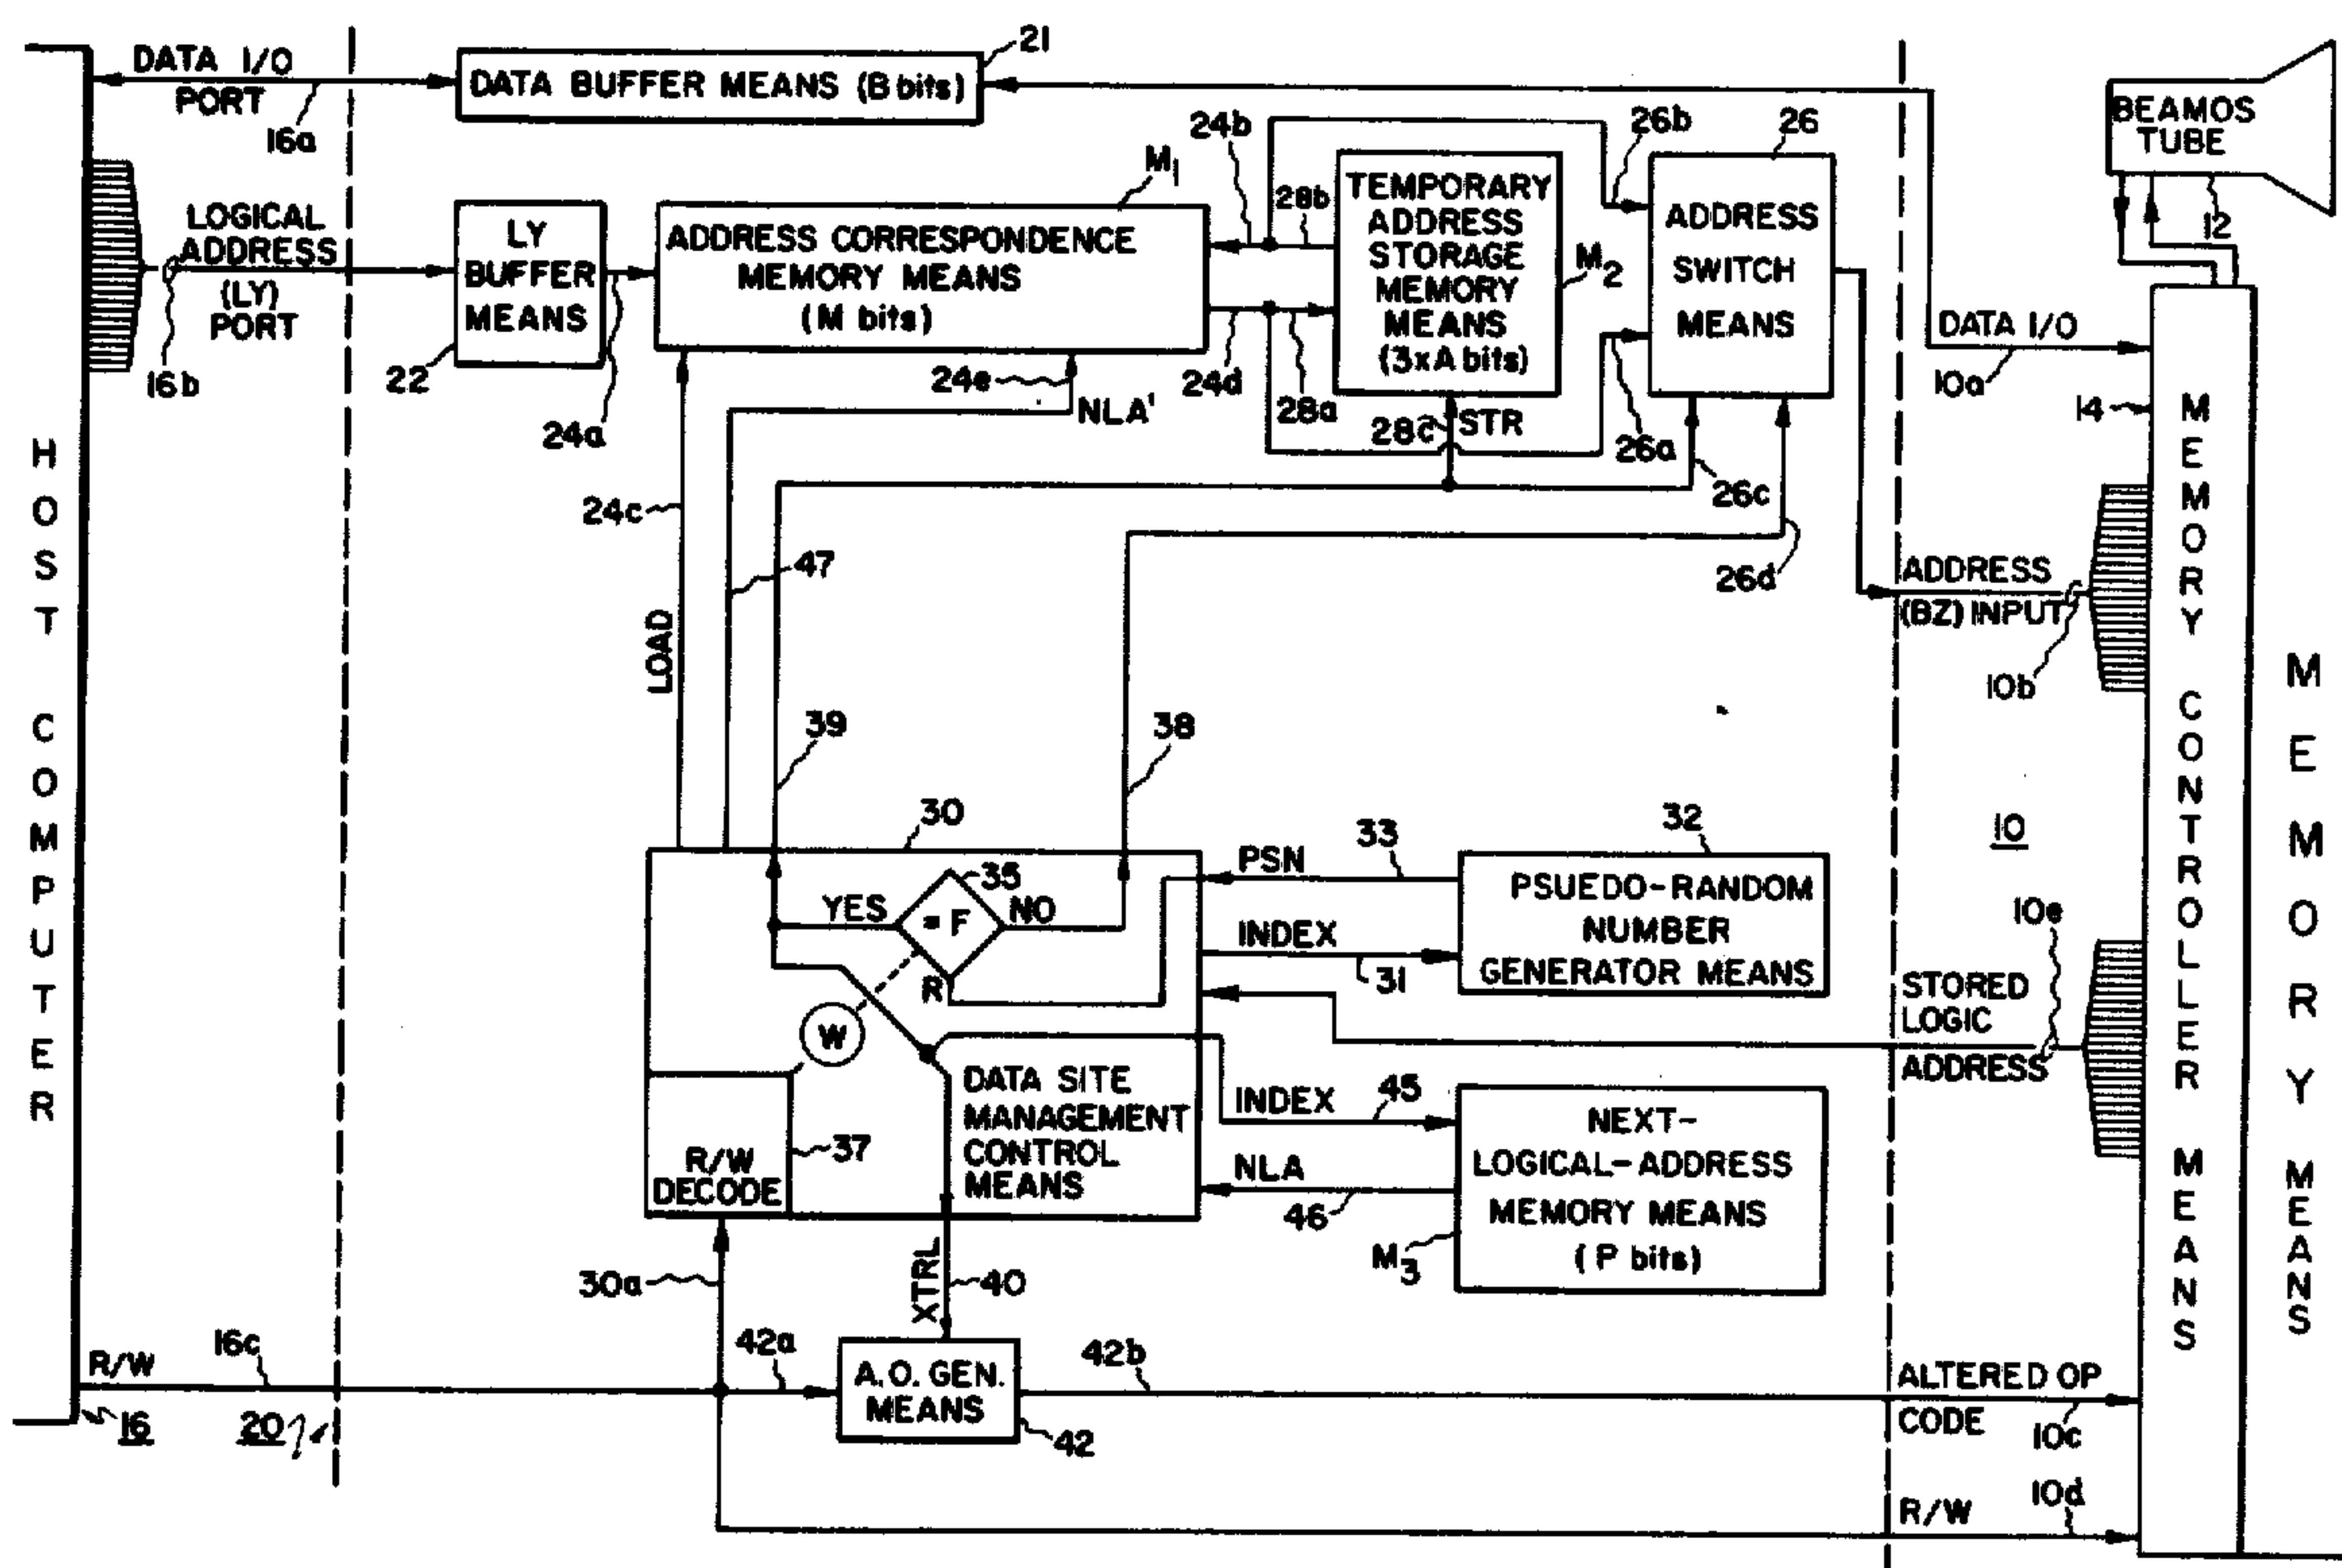 DATA I/O
PORT
16a
DATA BUFFER MEANS (B bits)
21
BEAMOS
TUBE
12
LOGICAL
ADDRESS
(LY)
PORT
16b
LY
BUFFER
MEANS
22
24a
M1
ADDRESS CORRESPONDENCE
MEMORY MEANS
(M bits)
24b
28b
24d
28a
24e
NLA'
TEMPORARY
ADDRESS
STORAGE
MEMORY
MEANS
(3xA bits)
M2
28c
STR
26b
26
ADDRESS
SWITCH
MEANS
26a
26c
26d
DATA I/O
10a
14
ADDRESS
(BZ) INPUT
10b
HOST COMPUTER
24c
LOAD
47
39
38
30
35
YES
= F
NO
R
W
37
R/W
DECODE
DATA SITE
MANAGEMENT
CONTROL
MEANS
PSN
33
32
INDEX
31
PSUEDO-RANDOM
NUMBER
GENERATOR MEANS
10
10e
STORED
LOGIC
ADDRESS
INDEX
45
NLA
46
NEXT-
LOGICAL-ADDRESS
MEMORY MEANS
(P bits)
M3
MEMORY CONTROLLER MEANS
MEMORY MEANS
30a
XTRL
40
R/W
16c
16
20
42a
A.O. GEN.
MEANS
42
42b
ALTERED OP
CODE
10c
R/W
10d